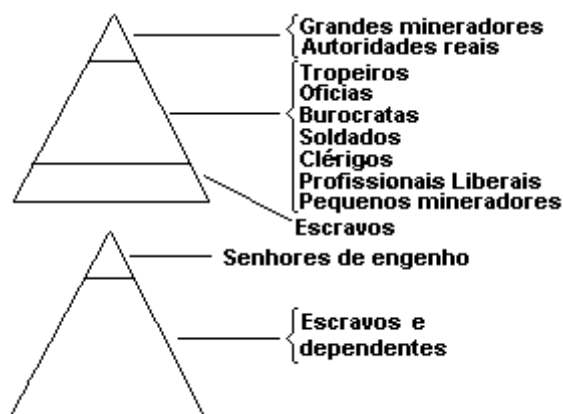 Grandes mineradores
Autoridades reais
Tropeiros
Oficias
Burocratas
Soldados
Clérigos
Profissionais Liberais
Pequenos mineradores
Escravos
Senhores de engenho
Escravos e
dependentes